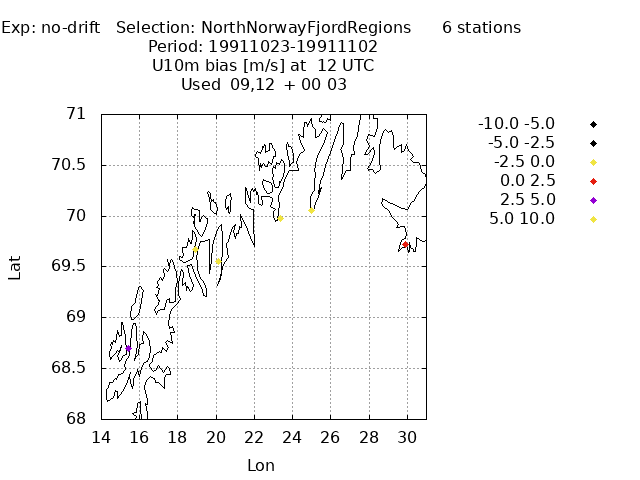 Exp: no-drift Selection: NorthNorwayFjordRegions 6 stations
Period: 19911023-19911102
U10m bias [m/s] at 12 UTC
Used 09,12 + 00 03
-10.0 -5.0
-5.0 -2.5
-2.5 0.0
0.0 2.5
2.5 5.0
5.0 10.0
71
70.5
70
69.5
69
68.5
68
Lat
14 16 18 20 22 24 26 28 30
Lon